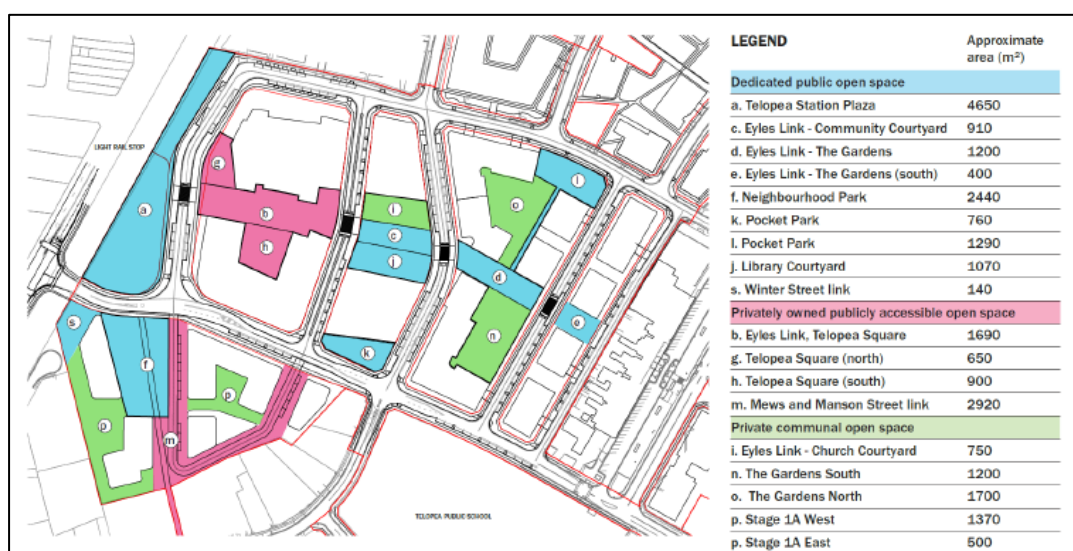 LIGHT RAIL STOP
g
a
b
h
i
c
j
k
o
l
d
n
e
s
f
p
p
m
TELOPEA PUBLIC SCHOOL
LEGEND Approximate area (m²)
Dedicated public open space
a. Telopea Station Plaza 4650
c. Eyles Link - Community Courtyard 910
d. Eyles Link - The Gardens 1200
e. Eyles Link - The Gardens (south) 400
f. Neighbourhood Park 2440
k. Pocket Park 760
l. Pocket Park 1290
j. Library Courtyard 1070
s. Winter Street link 140
Privately owned publicly accessible open space
b. Eyles Link, Telopea Square 1690
g. Telopea Square (north) 650
h. Telopea Square (south) 900
m. Mews and Manson Street link 2920
Private communal open space
i. Eyles Link - Church Courtyard 750
n. The Gardens South 1200
o. The Gardens North 1700
p. Stage 1A West 1370
p. Stage 1A East 500